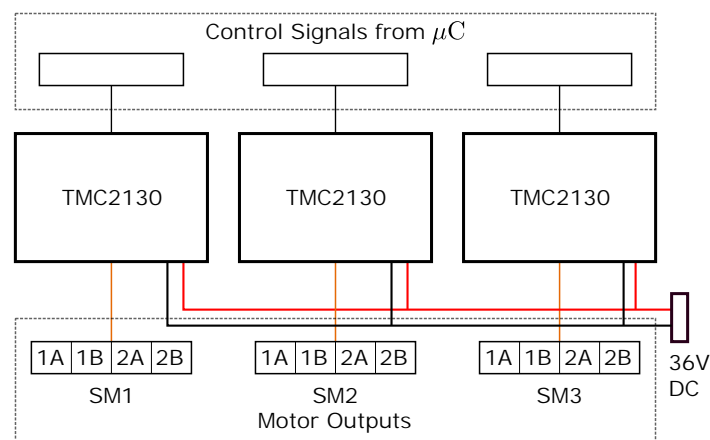 Control Signals from μC
TMC2130 TMC2130 TMC2130
1A 1B 2A 2B 1A 1B 2A 2B 1A 1B 2A 2B
36V
DC
SM1 SM2 SM3
Motor Outputs